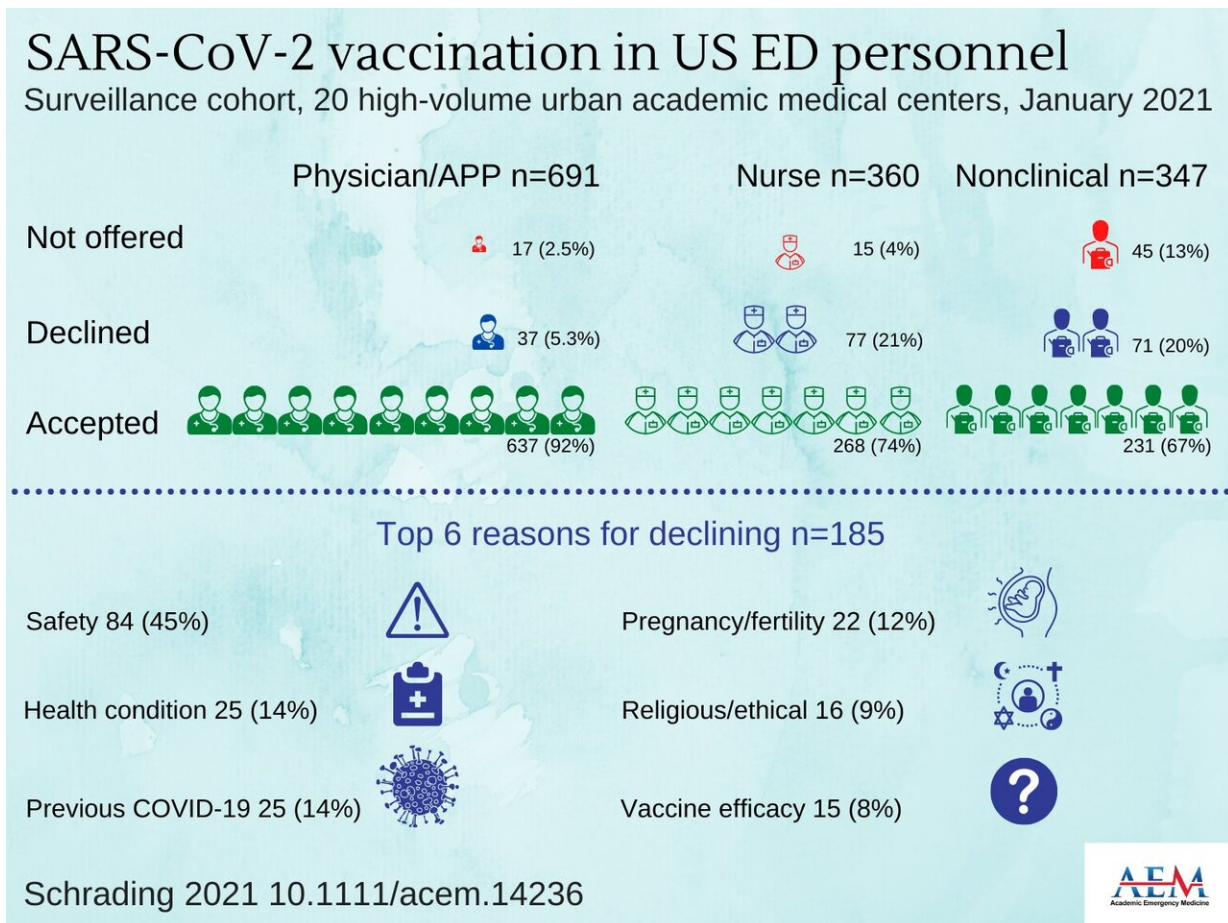 SARS-CoV-2 vaccination in US ED personnel
Surveillance cohort, 20 high-volume urban academic medical centers, January 2021
Physician/APP n=691 Nurse n=360 Nonclinical n=347
Not offered 17 (2.5%) 15 (4%) 45 (13%)
Declined 37 (5.3%) 77 (21%) 71 (20%)
Accepted 637 (92%) 268 (74%) 231 (67%)
Top 6 reasons for declining n=185
Safety 84 (45%) Pregnancy/fertility 22 (12%)
Health condition 25 (14%) Religious/ethical 16 (9%)
Previous COVID-19 25 (14%) Vaccine efficacy 15 (8%)
Schrading 2021 10.1111/acem.14236
AEM
Academic Emergency Medicine